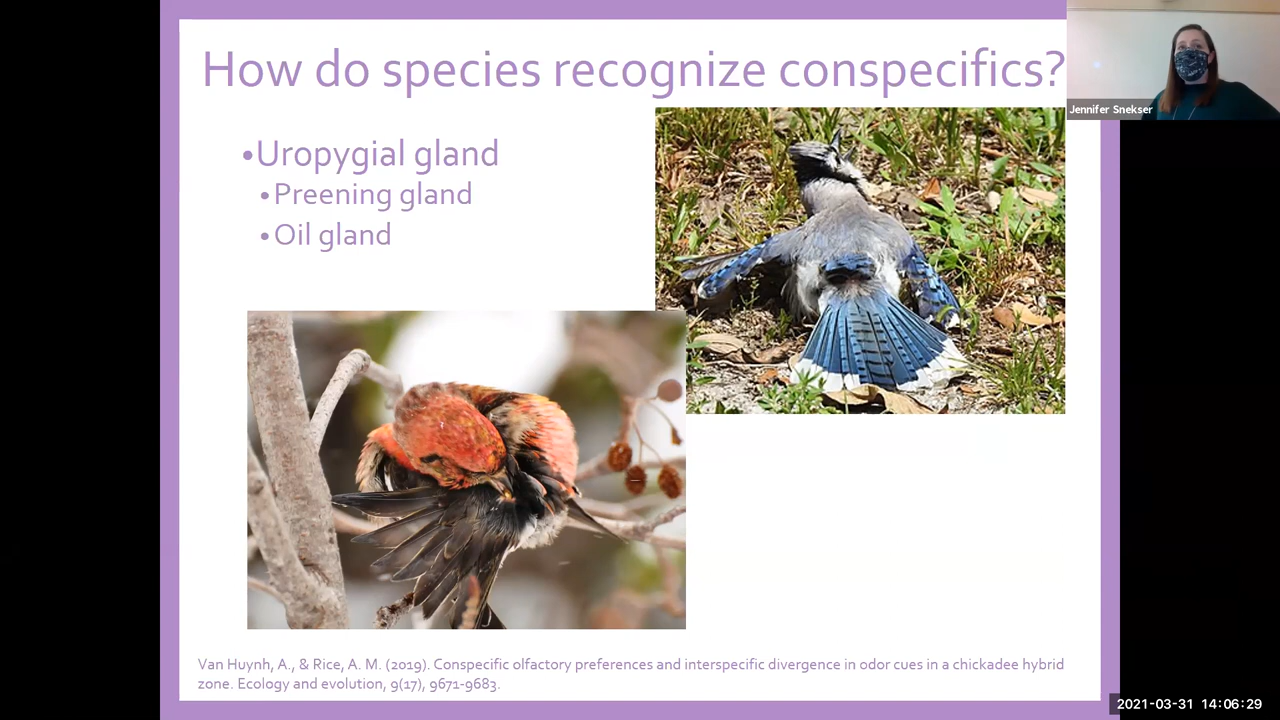 How do species recognize conspecifics?
Jennifer Snekser
•Uropygial gland
•Preening gland
•Oil gland
Van Huynh, A., & Rice, A. M. (2019). Conspecific olfactory preferences and interspecific divergence in odor cues in a chickadee hybrid
zone. Ecology and evolution, 9(17), 9671-9683.
2021-03-31 14:06:29